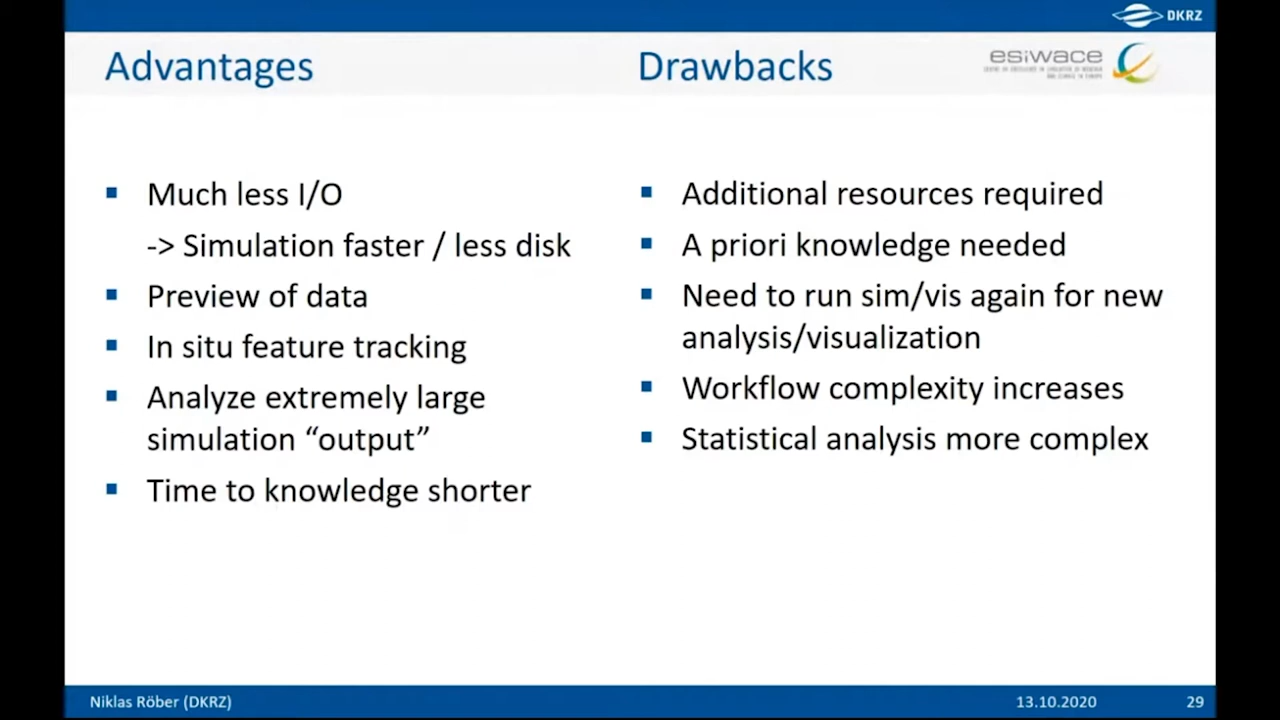 DKRZ
Advantages
Drawbacks
esiwace
▪ Much less I/O
-> Simulation faster / less disk
▪ Preview of data
▪ In situ feature tracking
▪ Analyze extremely large
simulation “output”
▪ Time to knowledge shorter
▪ Additional resources required
▪ A priori knowledge needed
▪ Need to run sim/vis again for new
analysis/visualization
▪ Workflow complexity increases
▪ Statistical analysis more complex
Niklas Röber (DKRZ)
13.10.2020
29